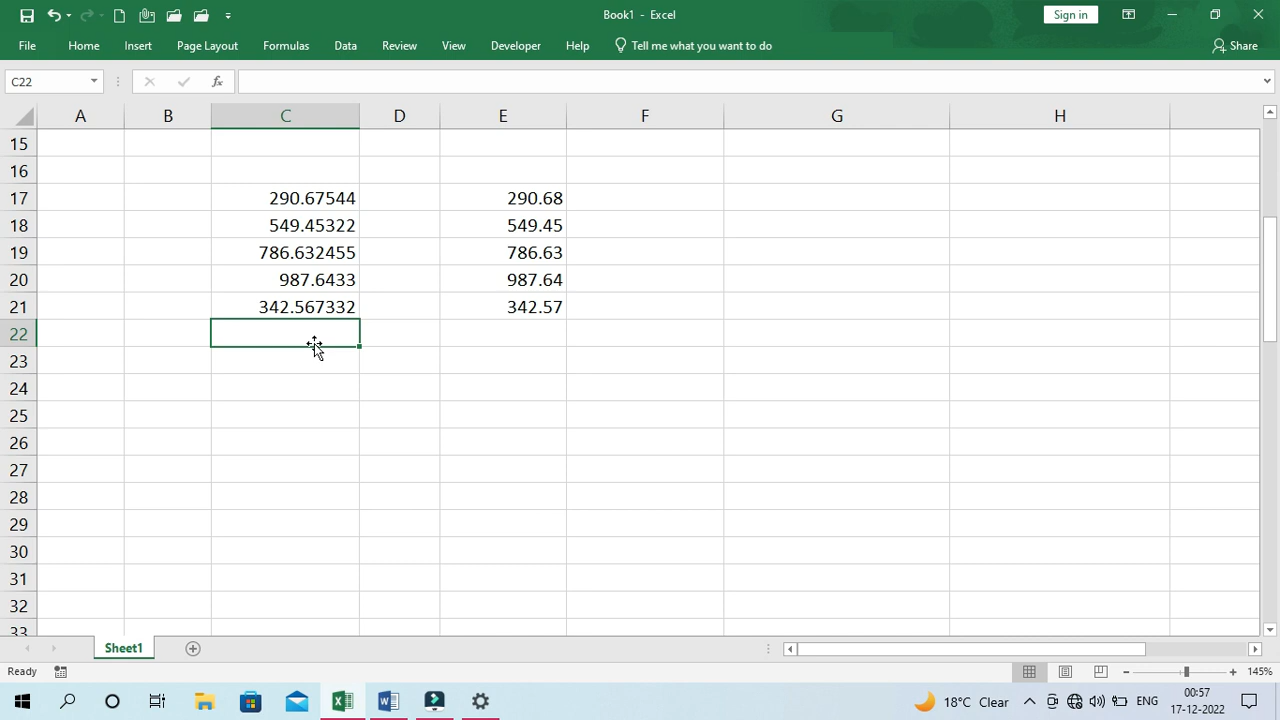 Book1 - Excel
Sign in
File Home Insert Page Layout Formulas Data Review View Developer Help Tell me what you want to do Share
C22 fx
A B C D E F G H
15
16
17 290.67544 290.68
18 549.45322 549.45
19 786.632455 786.63
20 987.6433 987.64
21 342.567332 342.57
22
23
24
25
26
27
28
29
30
31
32
33
Sheet1
Ready 145%
18°C Clear ENG 00:57
17-12-2022